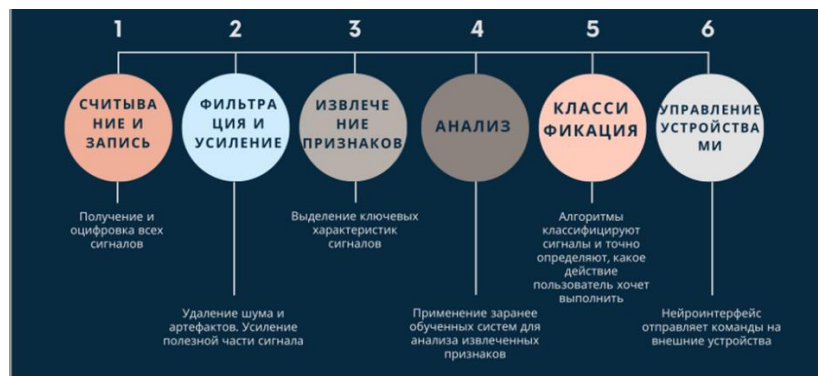 1
2
3
4
5
6
СЧИТЫВА
НИЕ И
ЗАПИСЬ
ФИЛЬТРА
ЦИЯ И
УСИЛЕНИЕ
ИЗВЛЕЧЕ
НИЕ
ПРИЗНАКОВ
АНАЛИЗ
КЛАССИ
ФИКАЦИЯ
УПРАВЛЕНИЕ
УСТРОЙСТВА
МИ
Получение и
оцифровка всех
сигналов
Удаление шума и
артефактов. Усиление
полезной части сигнала
Выделение ключевых
характеристик
сигналов
Применение заранее
обученных систем для
анализа извлеченных
признаков
Алгоритмы
классифицируют
сигналы и точно
определяют, какое
действие
пользователь хочет
выполнить
Нейроинтерфейс
отправляет команды на
внешние устройства